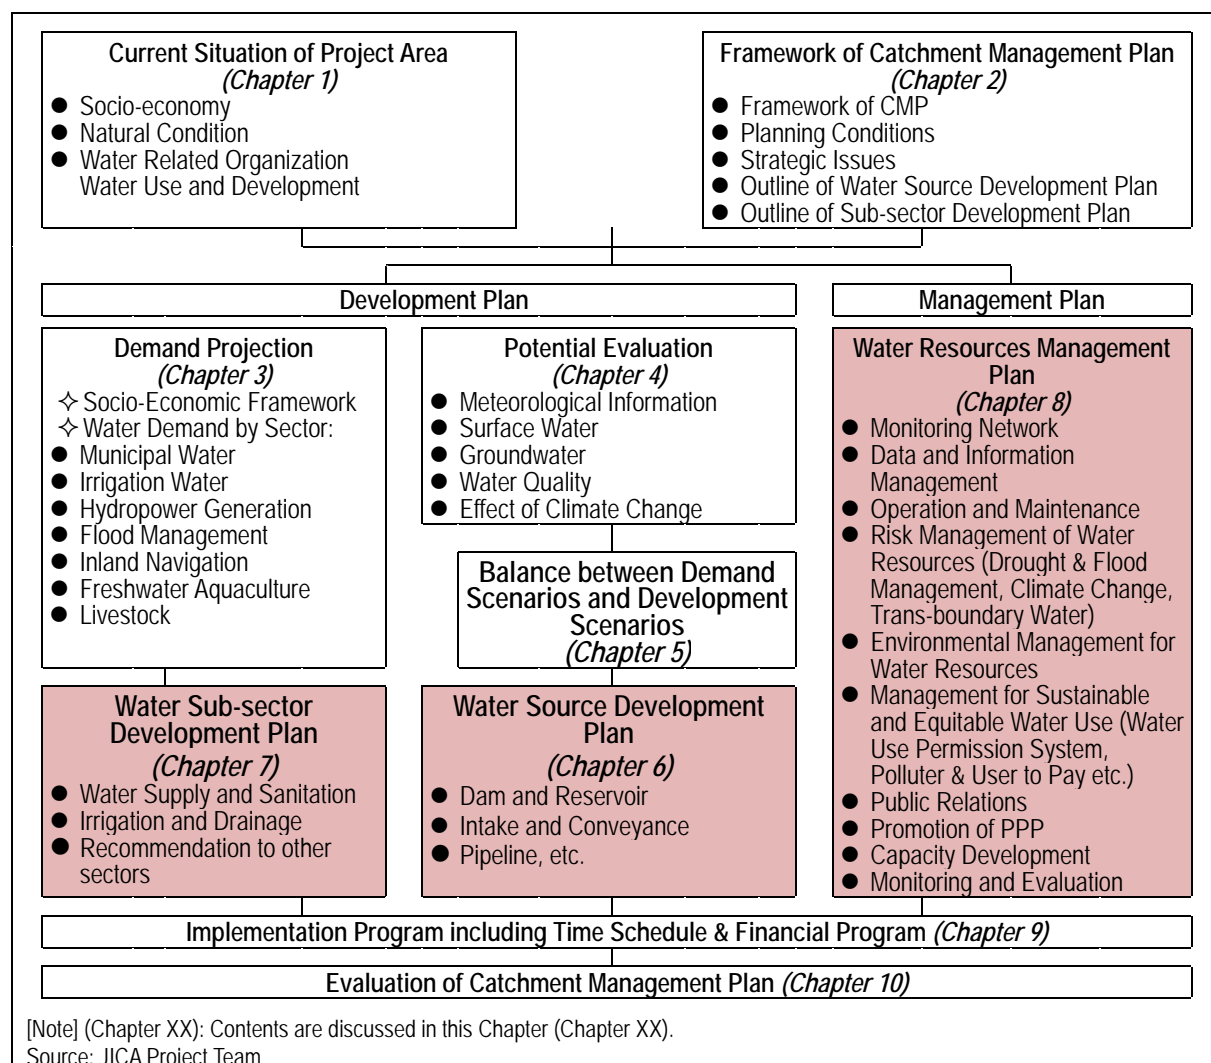 Current Situation of Project Area
(Chapter 1)
● Socio-economy
● Natural Condition
● Water Related Organization
Water Use and Development
Framework of Catchment Management Plan
(Chapter 2)
● Framework of CMP
● Planning Conditions
● Strategic Issues
● Outline of Water Source Development Plan
● Outline of Sub-sector Development Plan
Development Plan
Management Plan
Demand Projection
(Chapter 3)
✧ Socio-Economic Framework
✧ Water Demand by Sector:
● Municipal Water
● Irrigation Water
● Hydropower Generation
● Flood Management
● Inland Navigation
● Freshwater Aquaculture
● Livestock
Potential Evaluation
(Chapter 4)
● Meteorological Information
● Surface Water
● Groundwater
● Water Quality
● Effect of Climate Change
Balance between Demand
Scenarios and Development
Scenarios
(Chapter 5)
Water Sub-sector
Development Plan
(Chapter 7)
● Water Supply and Sanitation
● Irrigation and Drainage
● Recommendation to other
sectors
Water Source Development
Plan
(Chapter 6)
● Dam and Reservoir
● Intake and Conveyance
● Pipeline, etc.
Water Resources Management
Plan
(Chapter 8)
● Monitoring Network
● Data and Information
Management
● Operation and Maintenance
● Risk Management of Water
Resources (Drought & Flood
Management, Climate Change,
Trans-boundary Water)
● Environmental Management for
Water Resources
● Management for Sustainable
and Equitable Water Use (Water
Use Permission System,
Polluter & User to Pay etc.)
● Public Relations
● Promotion of PPP
● Capacity Development
● Monitoring and Evaluation
Implementation Program including Time Schedule & Financial Program (Chapter 9)
Evaluation of Catchment Management Plan (Chapter 10)
[Note] (Chapter XX): Contents are discussed in this Chapter (Chapter XX).
Source: JICA Project Team